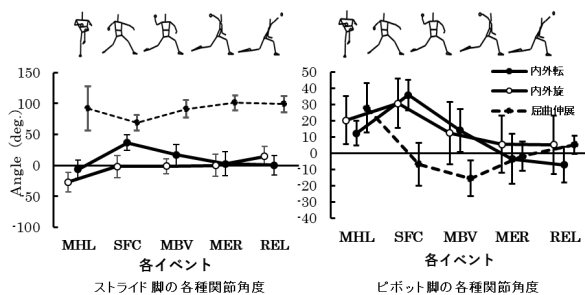 Angle (deg.)
150
100
50
0
-50
-100
MHL SFC MBV MER REL
各イベント
ストライド脚の各種関節角度
50
40
30
20
10
0
-10
-20
-30
-40
内外転
内外旋
屈曲伸展
MHL SFC MBV MER REL
各イベント
ピボット脚の各種関節角度